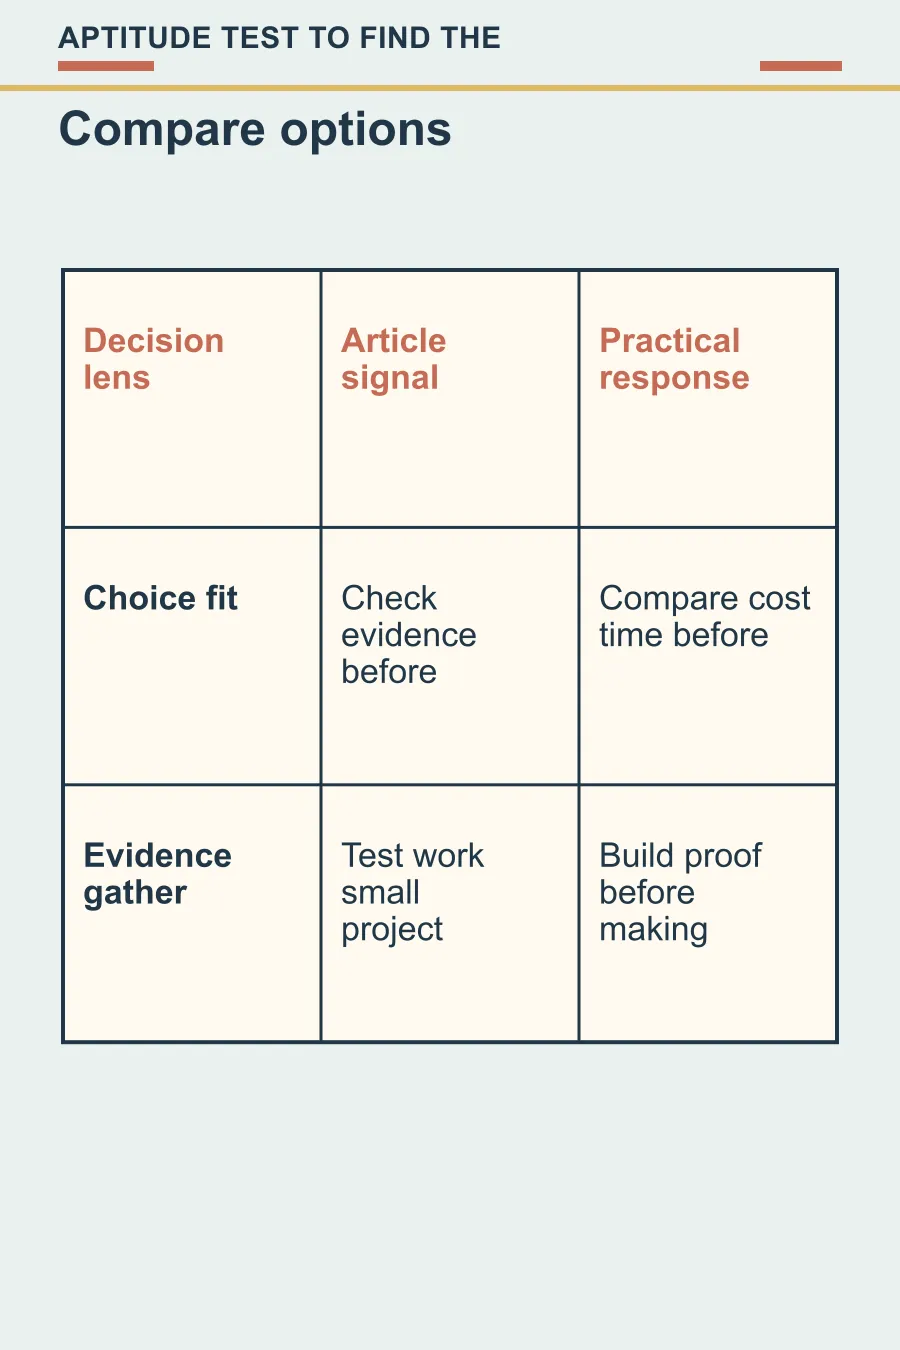 APTITUDE TEST TO FIND THE
Compare options
Decision
lens
Article
signal
Practical
response
Choice fit
Check
evidence
before
Compare cost
time before
Evidence
gather
Test work
small
project
Build proof
before
making